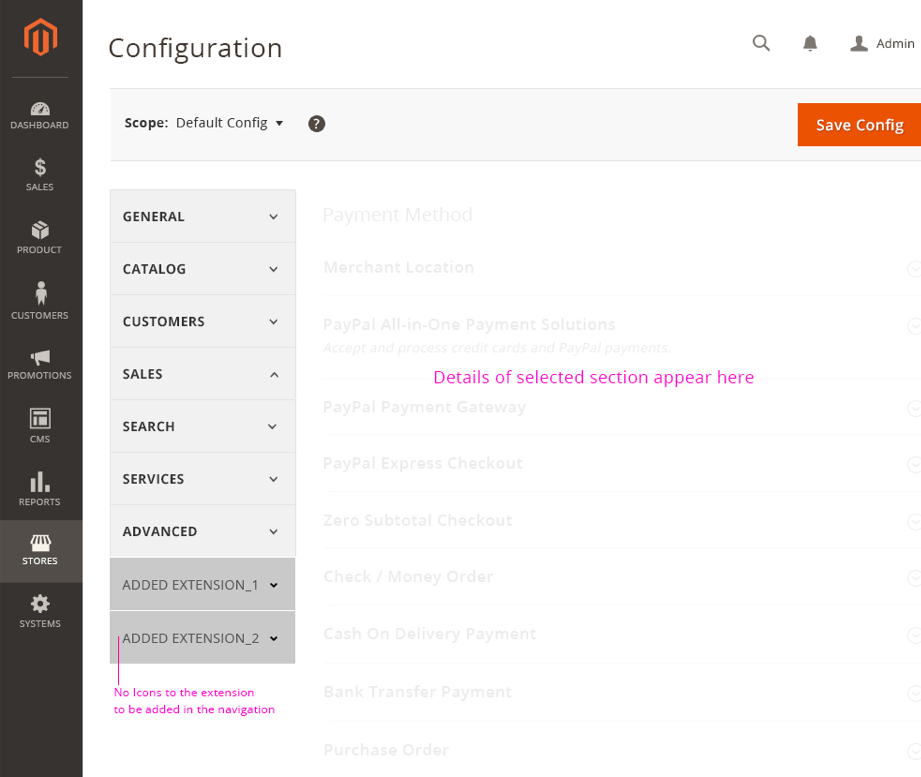 Configuration
Admin
DASHBOARD
SALES
PRODUCT
CUSTOMERS
PROMOTIONS
CMS
REPORTS
STORES
SYSTEMS
Scope: Default Config
?
Save Config
GENERAL
CATALOG
CUSTOMERS
SALES
SEARCH
SERVICES
ADVANCED
ADDED EXTENSION_1
ADDED EXTENSION_2
No Icons to the extension
to be added in the navigation
Payment Method
Merchant Location
PayPal All-in-One Payment Solutions
Accept and process credit cards and PayPal payments.
Details of selected section appear here
PayPal Payment Gateway
PayPal Express Checkout
Zero Subtotal Checkout
Check / Money Order
Cash On Delivery Payment
Bank Transfer Payment
Purchase Order